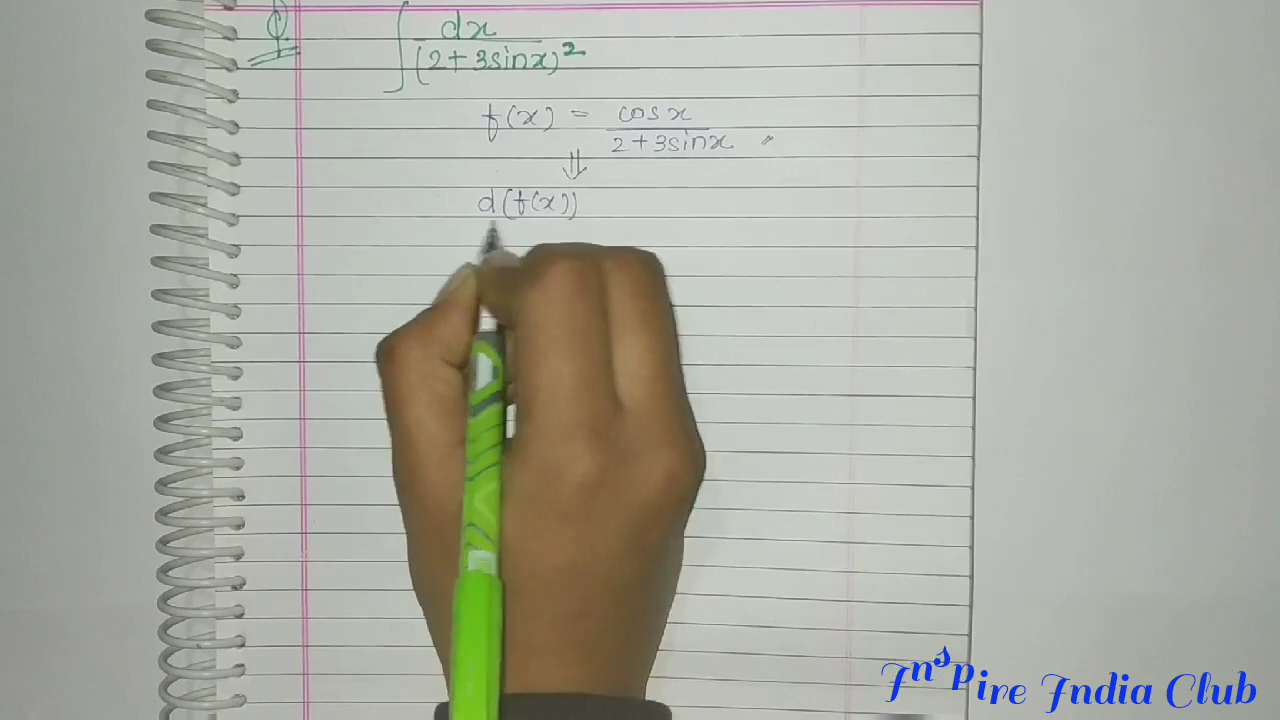 Q ∫ dx / (2+3sinx)²
f(x) = cosx / 2+3sinx
⇓
d(f(x))
Inspire India Club